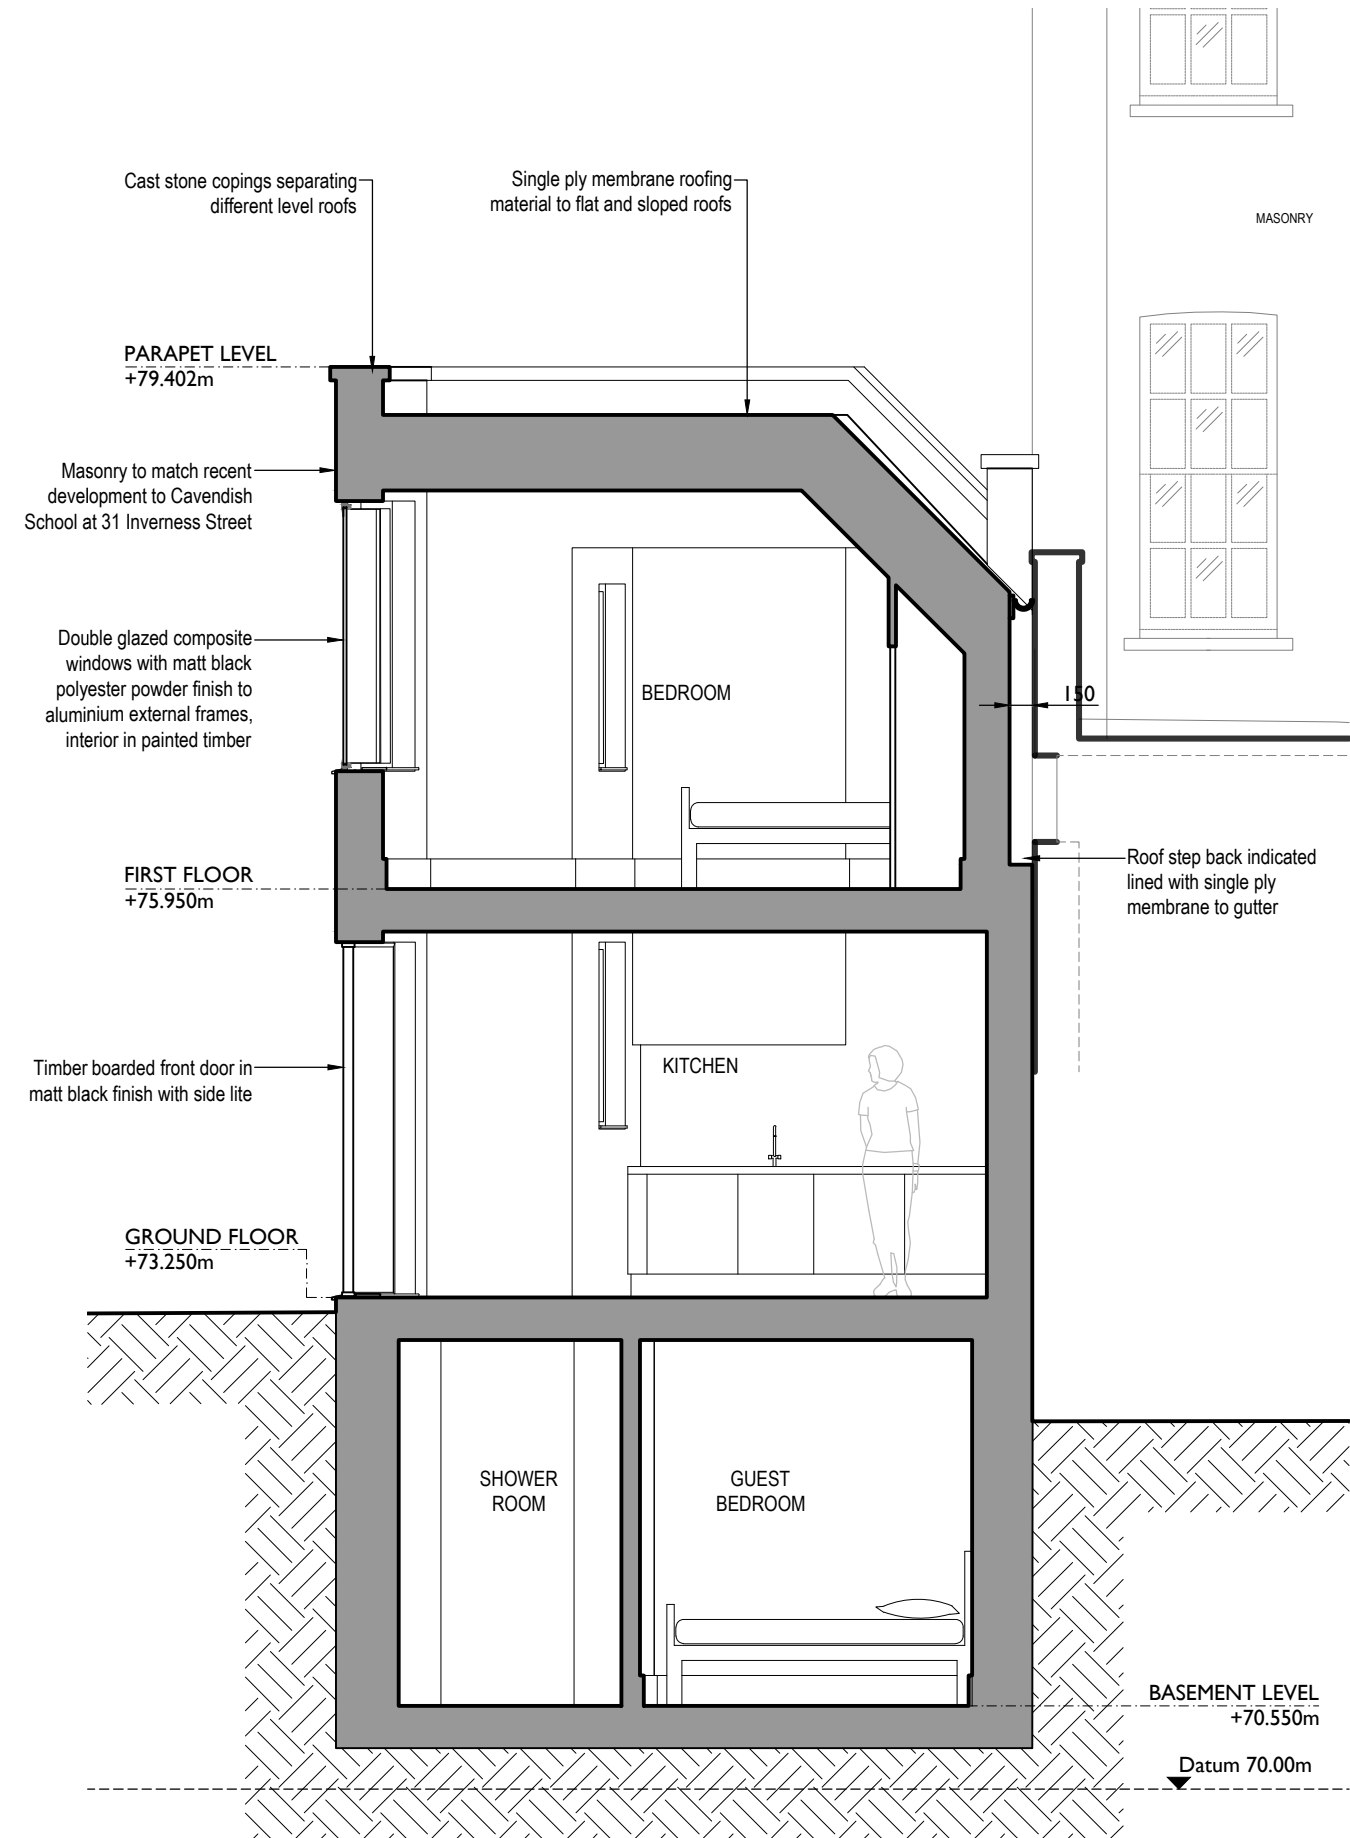 Cast stone copings separating
different level roofs
Single ply membrane roofing
material to flat and sloped roofs
MASONRY
PARAPET LEVEL
+79.402m
Masonry to match recent
development to Cavendish
School at 31 Inverness Street
Double glazed composite
windows with matt black
polyester powder finish to
aluminium external frames,
interior in painted timber
BEDROOM
150
Roof step back indicated
lined with single ply
membrane to gutter
FIRST FLOOR
+75.950m
Timber boarded front door in
matt black finish with side lite
KITCHEN
GROUND FLOOR
+73.250m
SHOWER
ROOM
GUEST
BEDROOM
BASEMENT LEVEL
+70.550m
Datum 70.00m